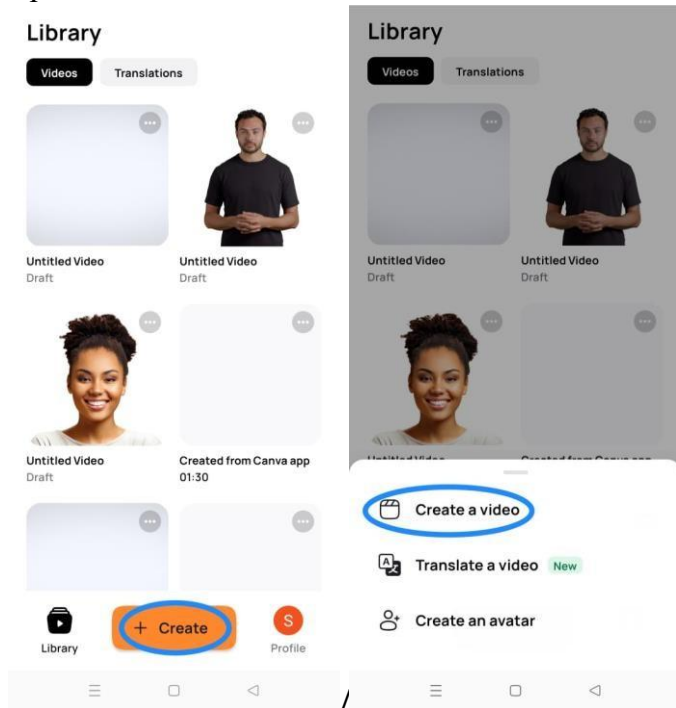 Library
Videos Translations
Untitled Video Untitled Video
Draft Draft
Untitled Video Created from Canva app
Draft 01:30
+ Create
S
Library Profile
Library
Videos Translations
Untitled Video Untitled Video
Draft Draft
Create a video
Translate a video New
Create an avatar
/